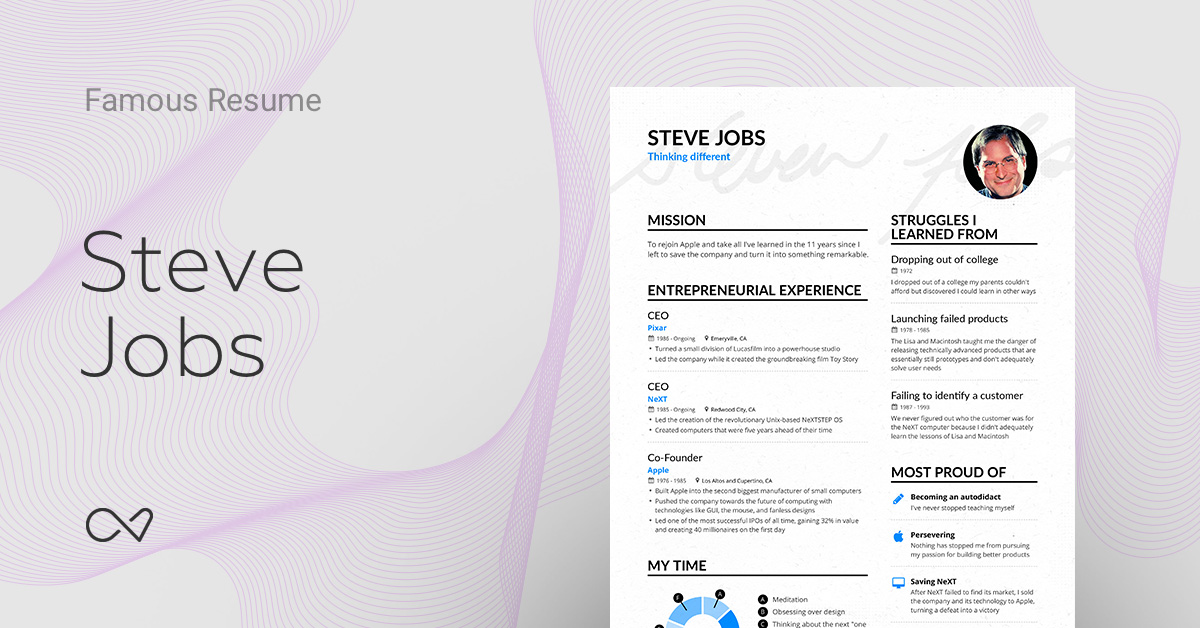 Famous Resume
Steve
Jobs
STEVE JOBS
Thinking different
Steven Jobs
MISSION
To rejoin Apple and take all I've learned in the 11 years since I
left to save the company and turn it into something remarkable.
ENTREPRENEURIAL EXPERIENCE
CEO
Pixar
1986 - Ongoing Emeryville, CA
• Turned a small division of Lucasfilm into a powerhouse studio
• Led the company while it created the groundbreaking film Toy Story
CEO
NeXT
1985 - Ongoing Redwood City, CA
• Led the creation of the revolutionary Unix-based NeXTSTEP OS
• Created computers that were five years ahead of their time
Co-Founder
Apple
1976 - 1985 Los Altos and Cupertino, CA
• Built Apple into the second biggest manufacturer of small computers
• Pushed the company towards the future of computing with
technologies like GUI, the mouse, and fanless designs
• Led one of the most successful IPOs of all time, gaining 32% in value
and creating 40 millionaires on the first day
MY TIME
F
A
A Meditation
B Obsessing over design
C Thinking about the next "one
STRUGGLES I
LEARNED FROM
Dropping out of college
1972
I dropped out of a college my parents couldn't
afford but discovered I could learn in other ways
Launching failed products
1978 - 1985
The Lisa and Macintosh taught me the danger of
releasing technically advanced products that are
essentially still prototypes and don't adequately
solve user needs
Failing to identify a customer
1987 - 1993
We never figured out who the customer was for
the NeXT computer because I didn't adequately
learn the lessons of Lisa and Macintosh
MOST PROUD OF
Becoming an autodidact
I've never stopped teaching myself
Persevering
Nothing has stopped me from pursuing
my passion for building better products
Saving NeXT
After NeXT failed to find its market, I sold
the company and its technology to Apple,
turning a defeat into a victory